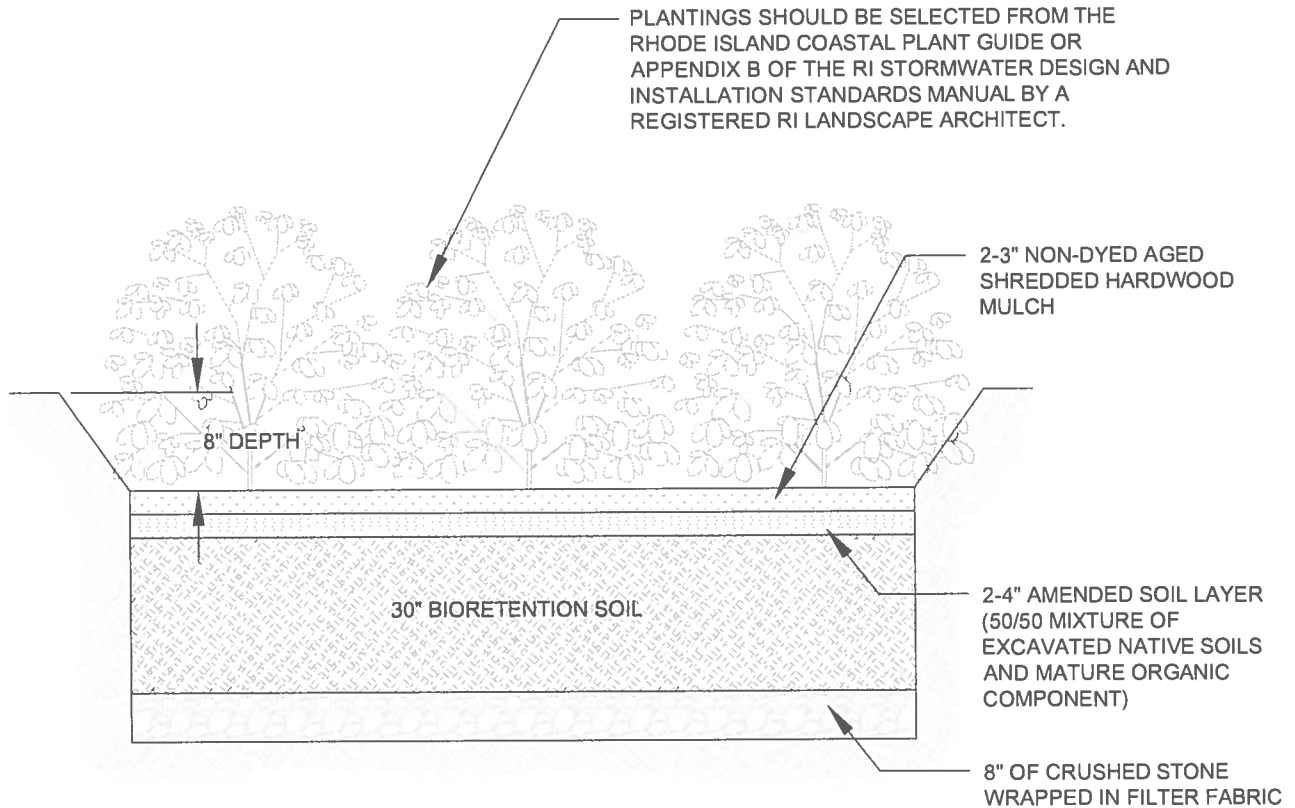 PLANTINGS SHOULD BE SELECTED FROM THE
RHODE ISLAND COASTAL PLANT GUIDE OR
APPENDIX B OF THE RI STORMWATER DESIGN AND
INSTALLATION STANDARDS MANUAL BY A
REGISTERED RI LANDSCAPE ARCHITECT.
2-3" NON-DYED AGED
SHREDDED HARDWOOD
MULCH
8" DEPTH
30" BIORETENTION SOIL
2-4" AMENDED SOIL LAYER
(50/50 MIXTURE OF
EXCAVATED NATIVE SOILS
AND MATURE ORGANIC
COMPONENT)
8" OF CRUSHED STONE
WRAPPED IN FILTER FABRIC